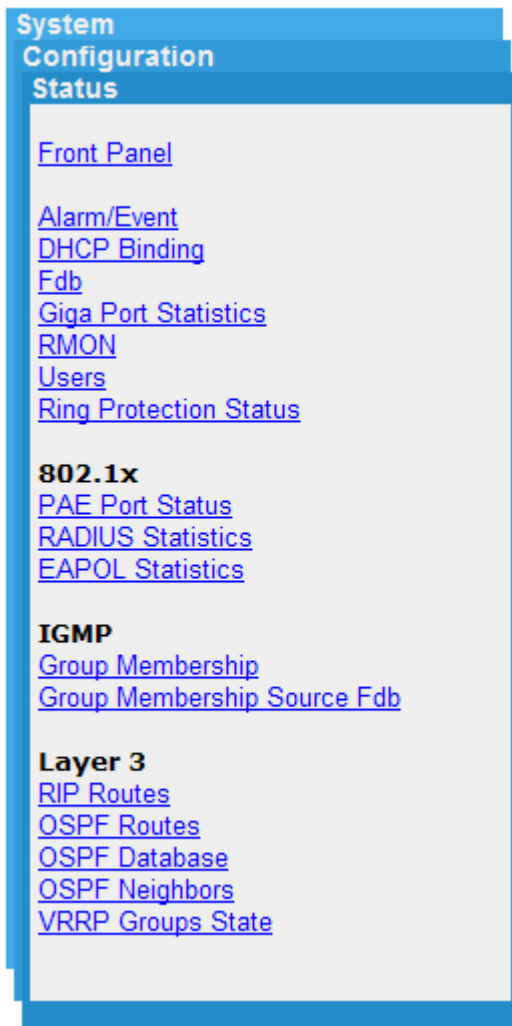 System
Configuration
Status
Front Panel
Alarm/Event
DHCP Binding
Fdb
Giga Port Statistics
RMON
Users
Ring Protection Status
802.1x
PAE Port Status
RADIUS Statistics
EAPOL Statistics
IGMP
Group Membership
Group Membership Source Fdb
Layer 3
RIP Routes
OSPF Routes
OSPF Database
OSPF Neighbors
VRRP Groups State